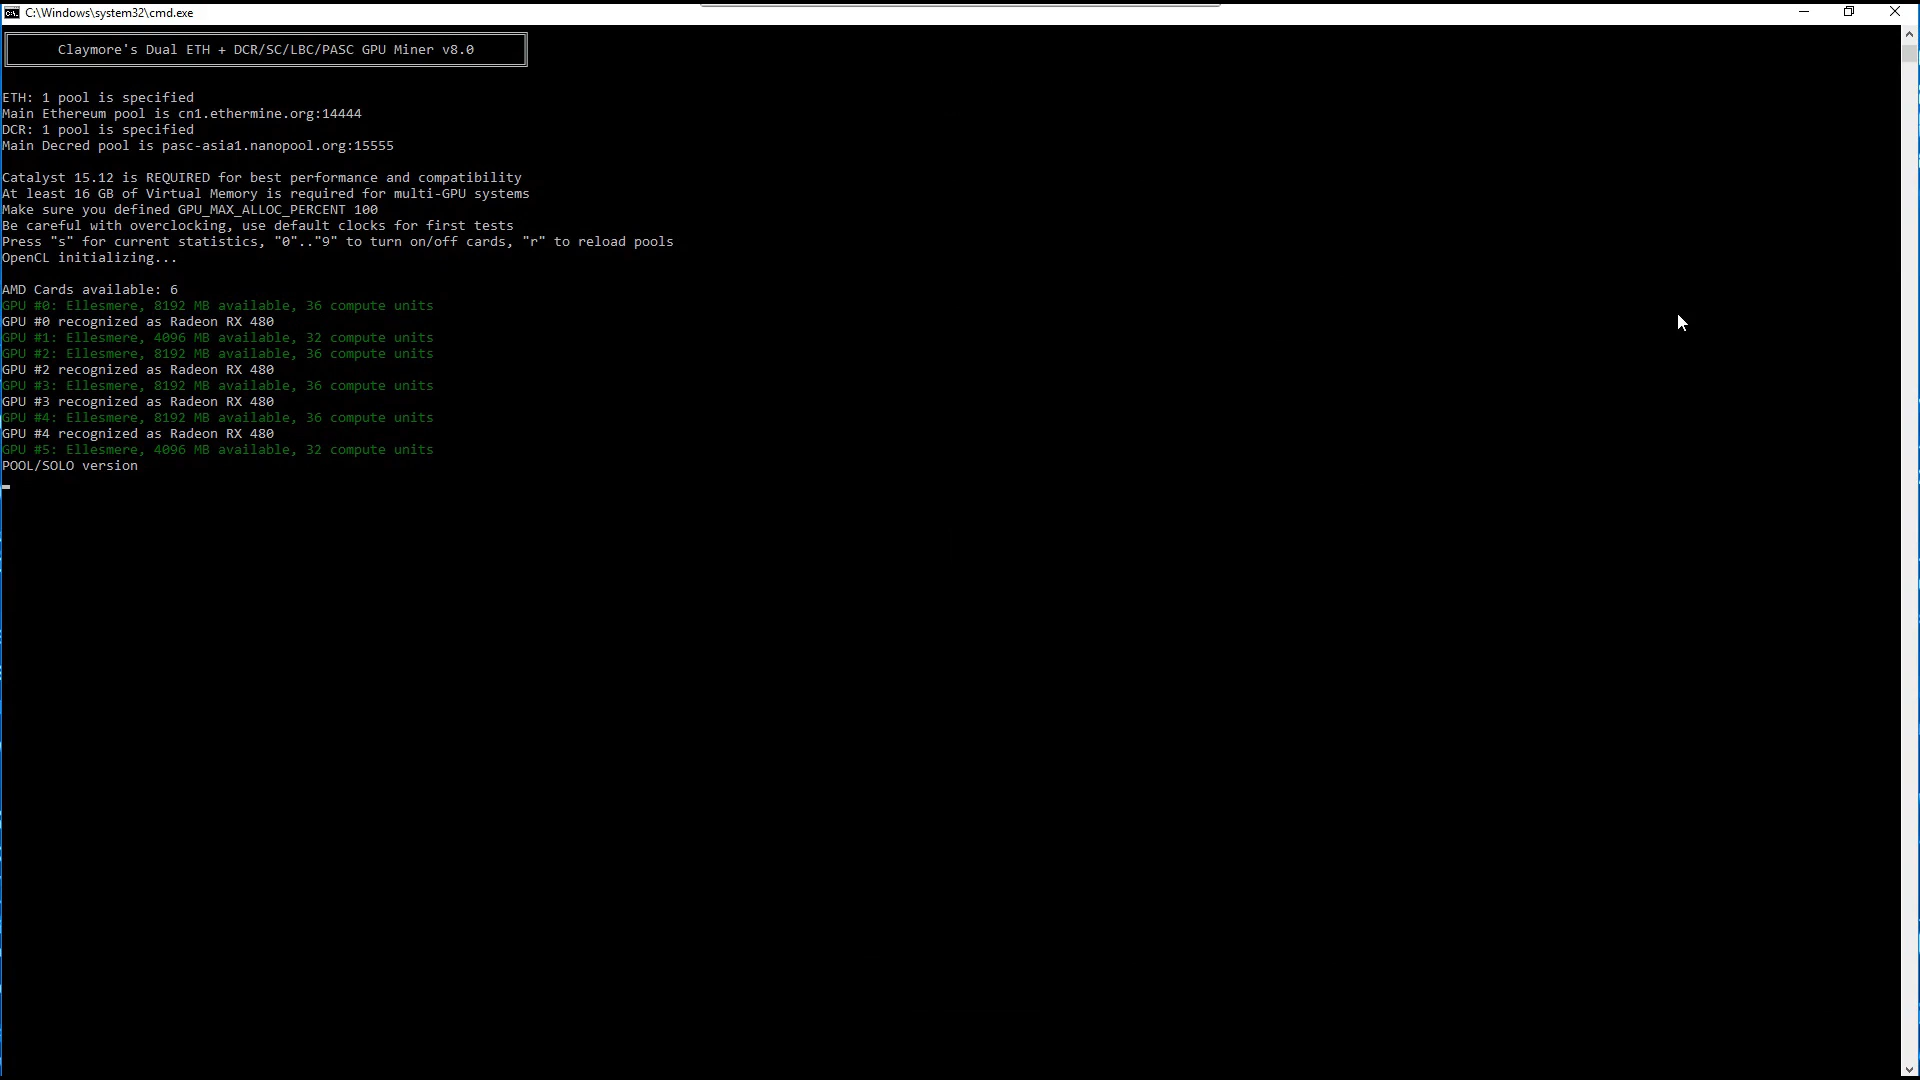 C:\Windows\system32\cmd.exe
Claymore's Dual ETH + DCR/SC/LBC/PASC GPU Miner v8.0
ETH: 1 pool is specified
Main Ethereum pool is cn1.ethermine.org:14444
DCR: 1 pool is specified
Main Decred pool is pasc-asia1.nanopool.org:15555
Catalyst 15.12 is REQUIRED for best performance and compatibility
At least 16 GB of Virtual Memory is required for multi-GPU systems
Make sure you defined GPU_MAX_ALLOC_PERCENT 100
Be careful with overclocking, use default clocks for first tests
Press "s" for current statistics, "0".."9" to turn on/off cards, "r" to reload pools
OpenCL initializing...
AMD Cards available: 6
GPU #0: Ellesmere, 8192 MB available, 36 compute units
GPU #0 recognized as Radeon RX 480
GPU #1: Ellesmere, 4096 MB available, 32 compute units
GPU #2: Ellesmere, 8192 MB available, 36 compute units
GPU #2 recognized as Radeon RX 480
GPU #3: Ellesmere, 8192 MB available, 36 compute units
GPU #3 recognized as Radeon RX 480
GPU #4: Ellesmere, 8192 MB available, 36 compute units
GPU #4 recognized as Radeon RX 480
GPU #5: Ellesmere, 4096 MB available, 32 compute units
POOL/SOLO version